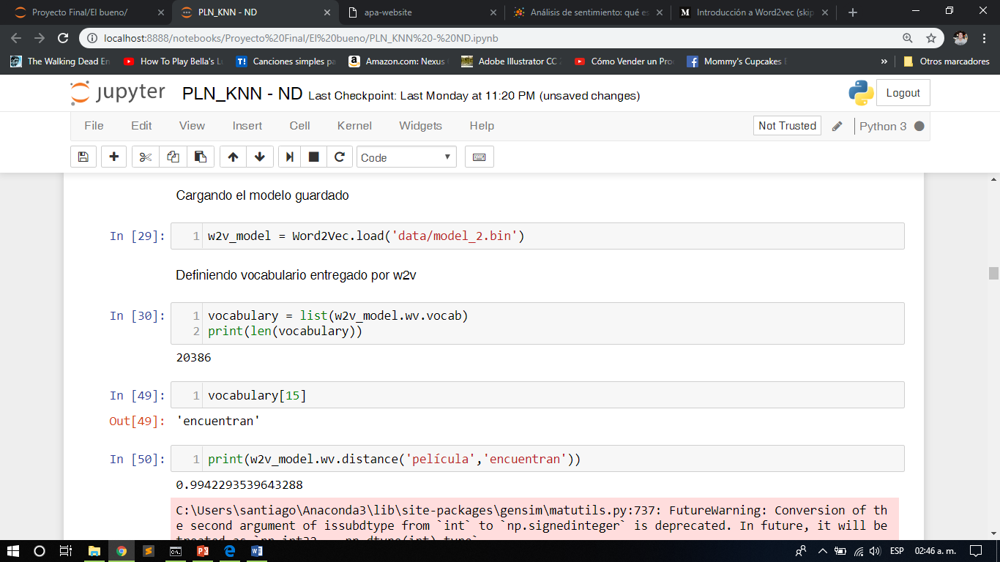 Proyecto Final/El bueno/
PLN_KNN - ND
apa-website
Análisis de sentimiento: qué es
Introducción a Word2vec (skip
localhost:8888/notebooks/Proyecto%20Final/El%20bueno/PLN_KNN%20-%20ND.ipynb
The Walking Dead En
How To Play Bella's Lu
Canciones simples pa
Amazon.com: Nexus
Adobe Illustrator CC 2
Cómo Vender un Pro
Mommy's Cupcakes E
»
Otros marcadores
jupyter
PLN_KNN - ND Last Checkpoint: Last Monday at 11:20 PM (unsaved changes)
Logout
File Edit View Insert Cell Kernel Widgets Help
Not Trusted
Python 3
Code
Cargando el modelo guardado
In [29]: 1 w2v_model = Word2Vec.load('data/model_2.bin')
Definiendo vocabulario entregado por w2v
In [30]: 1 vocabulary = list(w2v_model.wv.vocab)
2 print(len(vocabulary))
20386
In [49]: 1 vocabulary[15]
Out[49]: 'encuentran'
In [50]: 1 print(w2v_model.wv.distance('película','encuentran'))
0.9942293539643288
C:\Users\santiago\Anaconda3\lib\site-packages\gensim\matutils.py:737: FutureWarning: Conversion of th
e second argument of issubdtype from `int` to `np.signedinteger` is deprecated. In future, it will be
ESP
02:46 a. m.